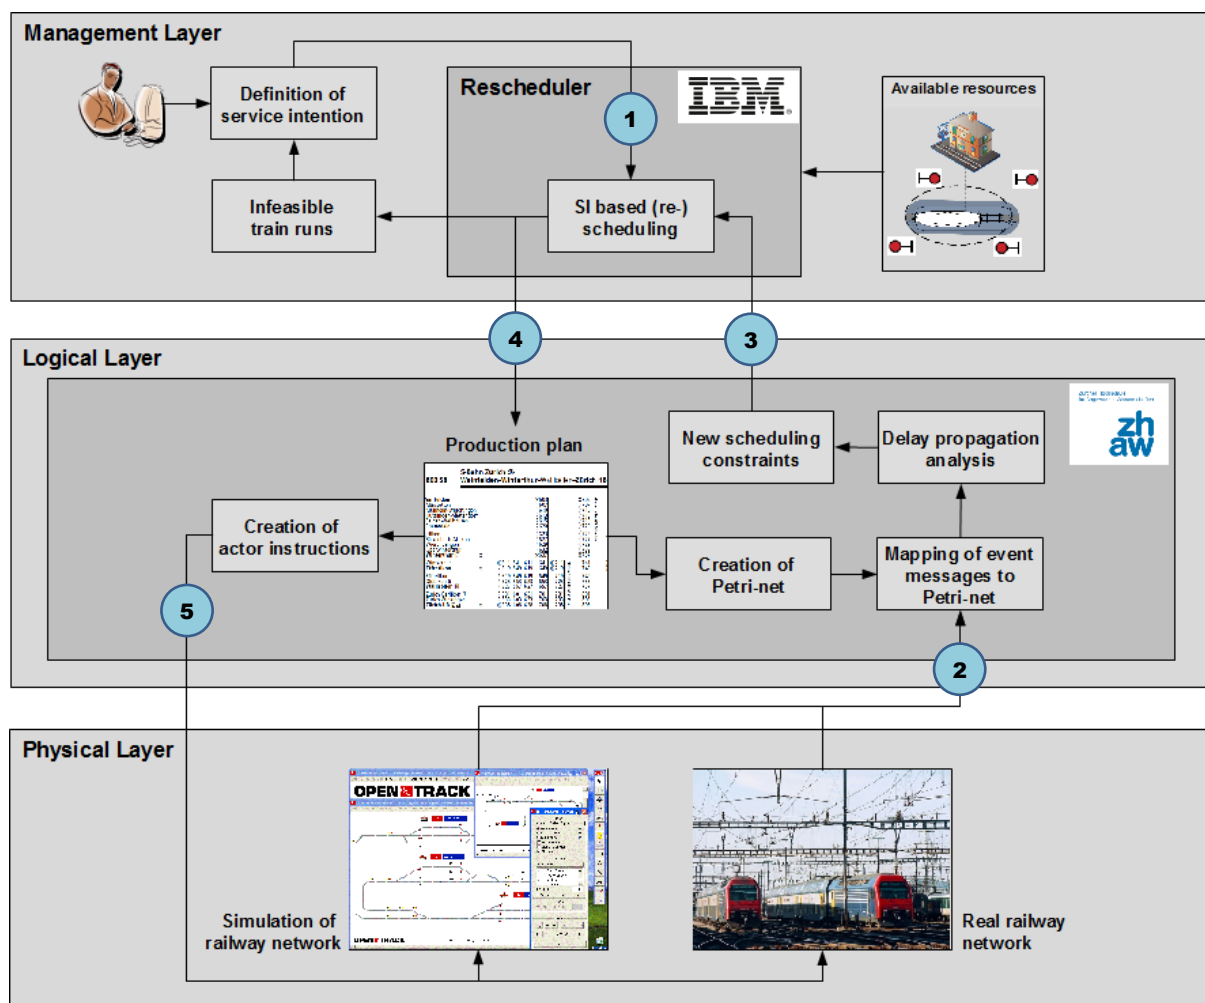 Management Layer
Definition of
service intention
Rescheduler
IBM
Available resources
1
Infeasible
train runs
SI based (re-)
scheduling
4
3
Logical Layer
zh
aw
Production plan
New scheduling
constraints
Delay propagation
analysis
Creation of
actor instructions
Creation of
Petri-net
Mapping of event
messages to
Petri-net
5
2
Physical Layer
OPEN TRACK
Simulation of
railway network
OPEN TRACK
Real railway
network